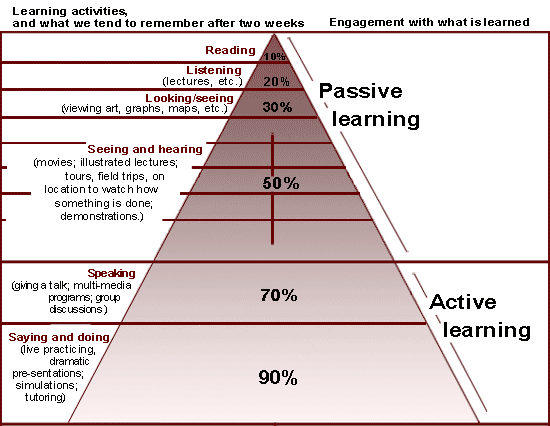 Learning activities,
and what we tend to remember after two weeks
Engagement with what is learned
Reading
10%
Listening
(lectures, etc.)
20%
Looking/seeing
(viewing art, graphs, maps, etc.)
30%
Passive
learning
Seeing and hearing
(movies; illustrated lectures;
tours, field trips, on
location to watch how
something is done;
demonstrations.)
50%
Speaking
(giving a talk; multi-media
programs; group
discussions)
70%
Active
learning
Saying and doing
(live practicing,
dramatic
pre-sentations;
simulations;
tutoring)
90%